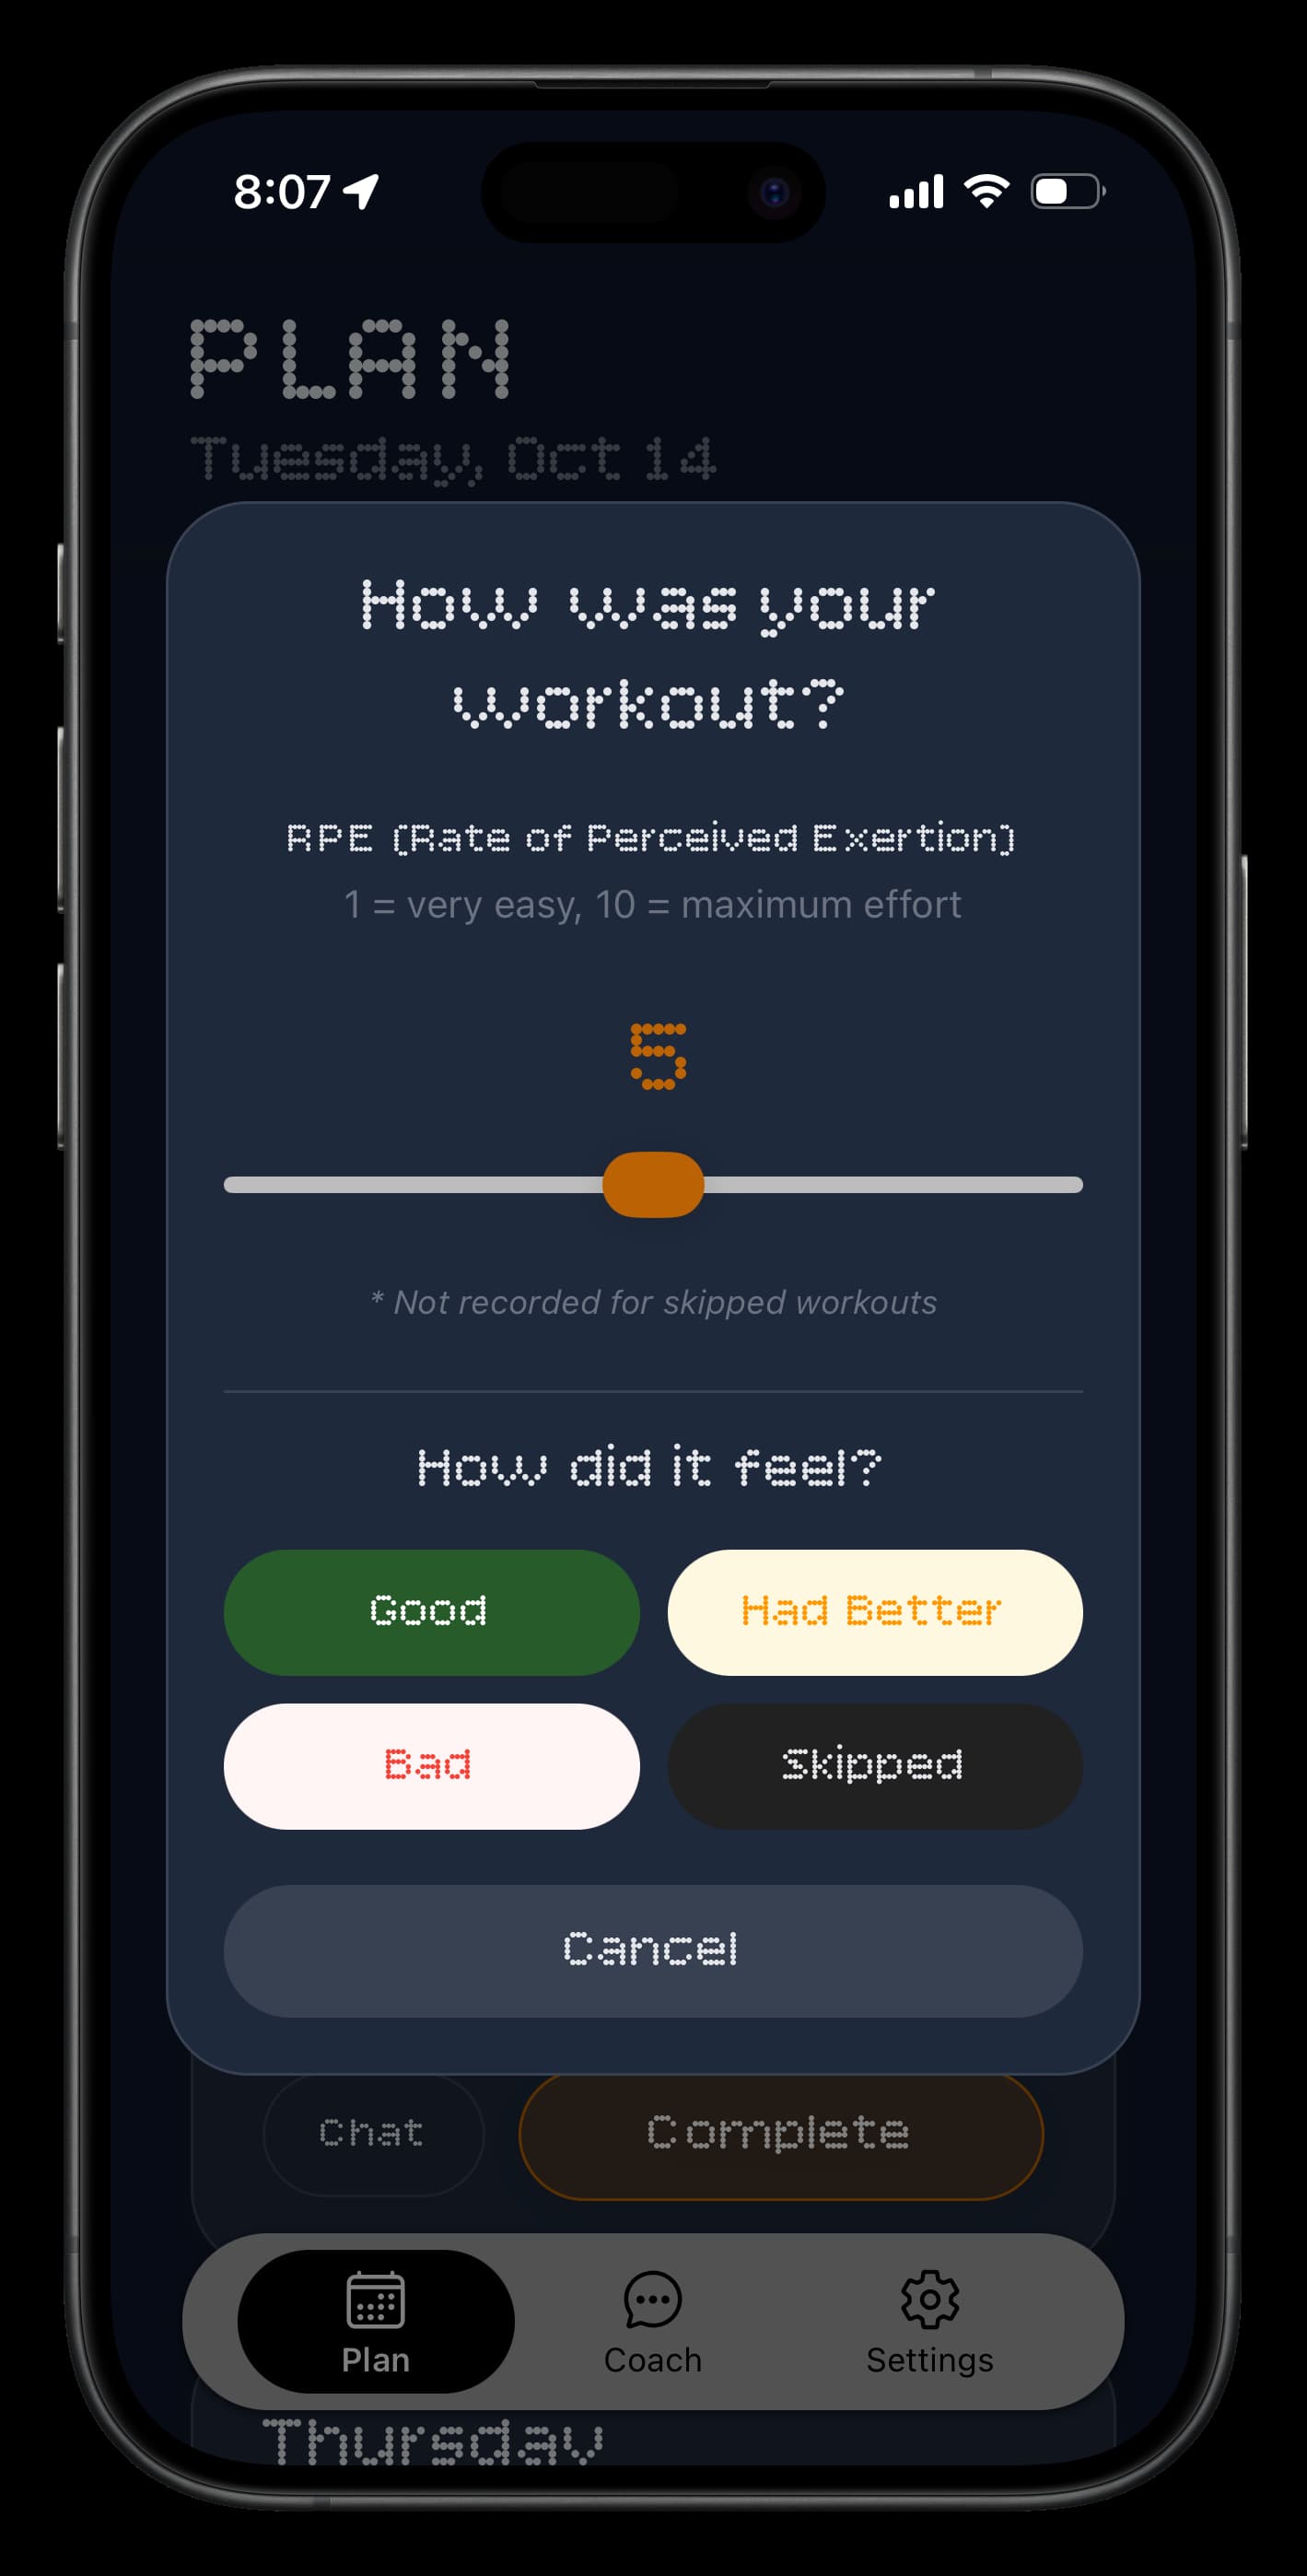 8:07
PLAN
Tuesday, Oct 14
How was your
workout?
RPE (Rate of Perceived Exertion)
1 = very easy, 10 = maximum effort
5
* Not recorded for skipped workouts
How did it feel?
Good
Had Better
Bad
Skipped
Cancel
Chat
Complete
Plan
Coach
Settings
Thursday